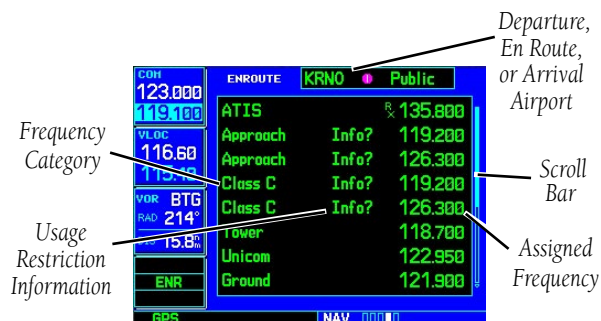 Departure,
En Route,
or Arrival
Airport
COM
123.000
119.100
ENROUTE KRNO Public
ATIS Rx 135.800
Approach Info? 119.200
Approach Info? 126.300
Class C Info? 119.200
Class C Info? 126.300
Tower 118.700
Unicom 122.950
Ground 121.900
VLOC
116.60
VOR BTG
RAD 214°
15.8nm
ENR
GPS
NAV
Frequency
Category
Usage
Restriction
Information
Scroll
Bar
Assigned
Frequency